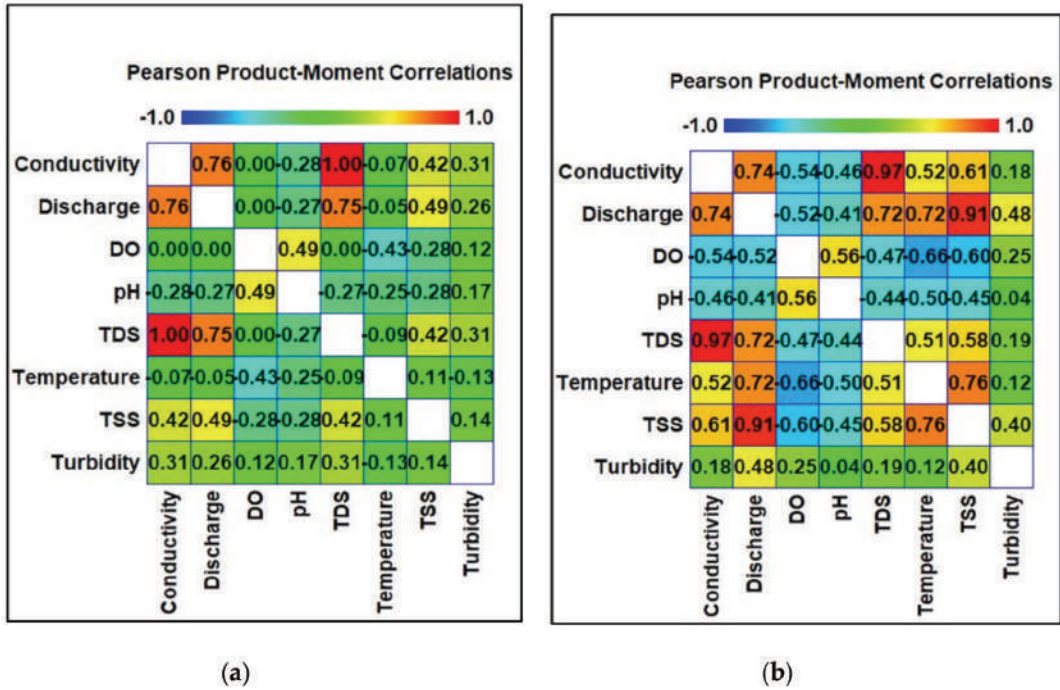 Pearson Product-Moment Correlations
-1.0 1.0
Conductivity 0.76 0.00 -0.28 1.00 -0.07 0.42 0.31
Discharge 0.76 0.00 -0.27 0.75 -0.05 0.49 0.26
DO 0.00 0.00 0.49 0.00 -0.43 -0.28 0.12
pH -0.28 -0.27 0.49 -0.27 -0.25 -0.28 0.17
TDS 1.00 0.75 0.00 -0.27 -0.09 0.42 0.31
Temperature -0.07 -0.05 -0.43 -0.25 -0.09 0.11 -0.13
TSS 0.42 0.49 -0.28 -0.28 0.42 0.11 0.14
Turbidity 0.31 0.26 0.12 0.17 0.31 -0.13 0.14
Conductivity Discharge DO pH TDS Temperature TSS Turbidity
(a)
Pearson Product-Moment Correlations
-1.0 1.0
Conductivity 0.74 -0.54 -0.46 0.97 0.52 0.61 0.18
Discharge 0.74 -0.52 -0.41 0.72 0.72 0.91 0.48
DO -0.54 -0.52 0.56 -0.47 -0.66 -0.60 0.25
pH -0.46 -0.41 0.56 -0.44 -0.50 -0.45 0.04
TDS 0.97 0.72 -0.47 -0.44 0.51 0.58 0.19
Temperature 0.52 0.72 -0.66 -0.50 0.51 0.76 0.12
TSS 0.61 0.91 -0.60 -0.45 0.58 0.76 0.40
Turbidity 0.18 0.48 0.25 0.04 0.19 0.12 0.40
Conductivity Discharge DO pH TDS Temperature TSS Turbidity
(b)